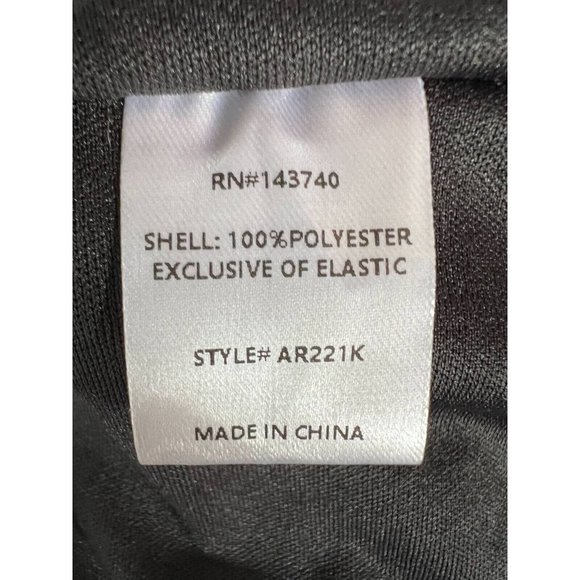 RN#143740
SHELL: 100%POLYESTER
EXCLUSIVE OF ELASTIC
STYLE# AR221K
MADE IN CHINA